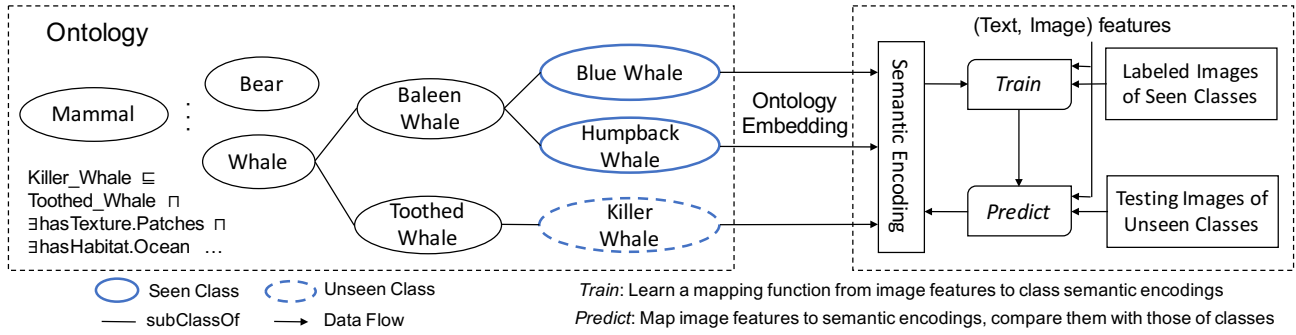 Ontology
Mammal
Bear
Whale
Baleen
Whale
Toothed
Whale
Blue Whale
Humpback
Whale
Killer
Whale
Killer_Whale ⊑
Toothed_Whale ⊓
∃hasTexture.Patches ⊓
∃hasHabitat.Ocean ...
Ontology
Embedding
Semantic Encoding
(Text, Image) features
Train
Labeled Images
of Seen Classes
Predict
Testing Images of
Unseen Classes
Seen Class
Unseen Class
subClassOf
Data Flow
Train: Learn a mapping function from image features to class semantic encodings
Predict: Map image features to semantic encodings, compare them with those of classes